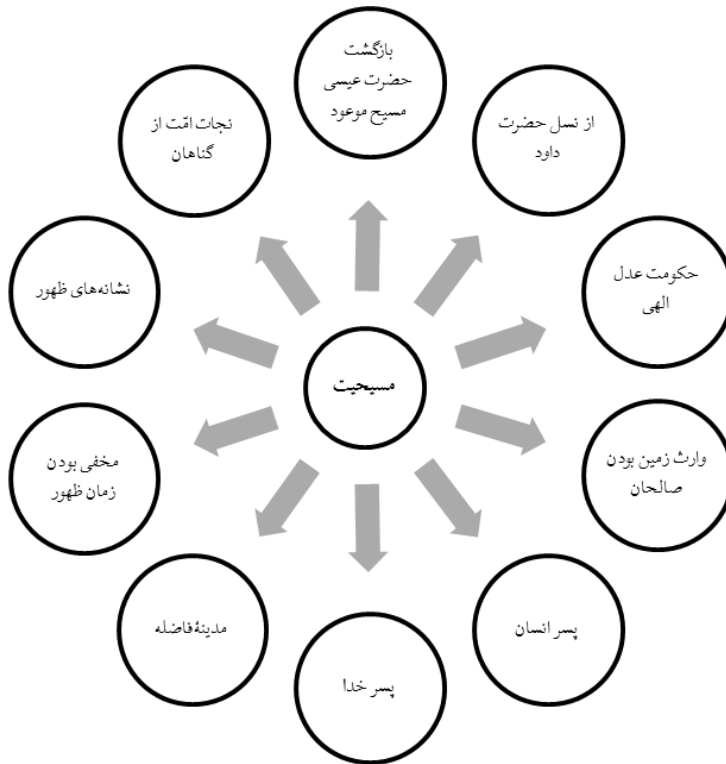 بازگشت
حضرت عیسی
مسیح موعود
از نسل حضرت
داود
حکومت عدل
الهی
وارث زمین بودن
صالحان
پسر انسان
پسر خدا
مدینهٔ فاضله
مخفی بودن
زمان ظهور
نشانه‌های ظهور
نجات امّت از
گناهان
مسیحیت